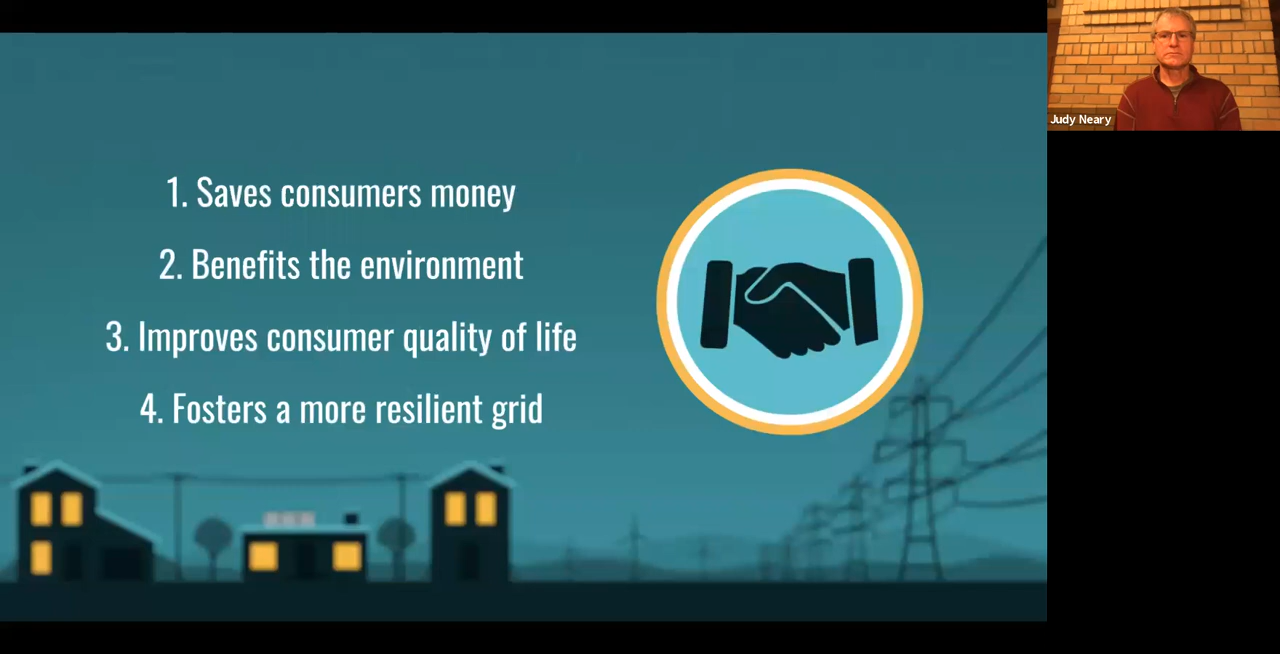 1. Saves consumers money
2. Benefits the environment
3. Improves consumer quality of life
4. Fosters a more resilient grid
Judy Neary